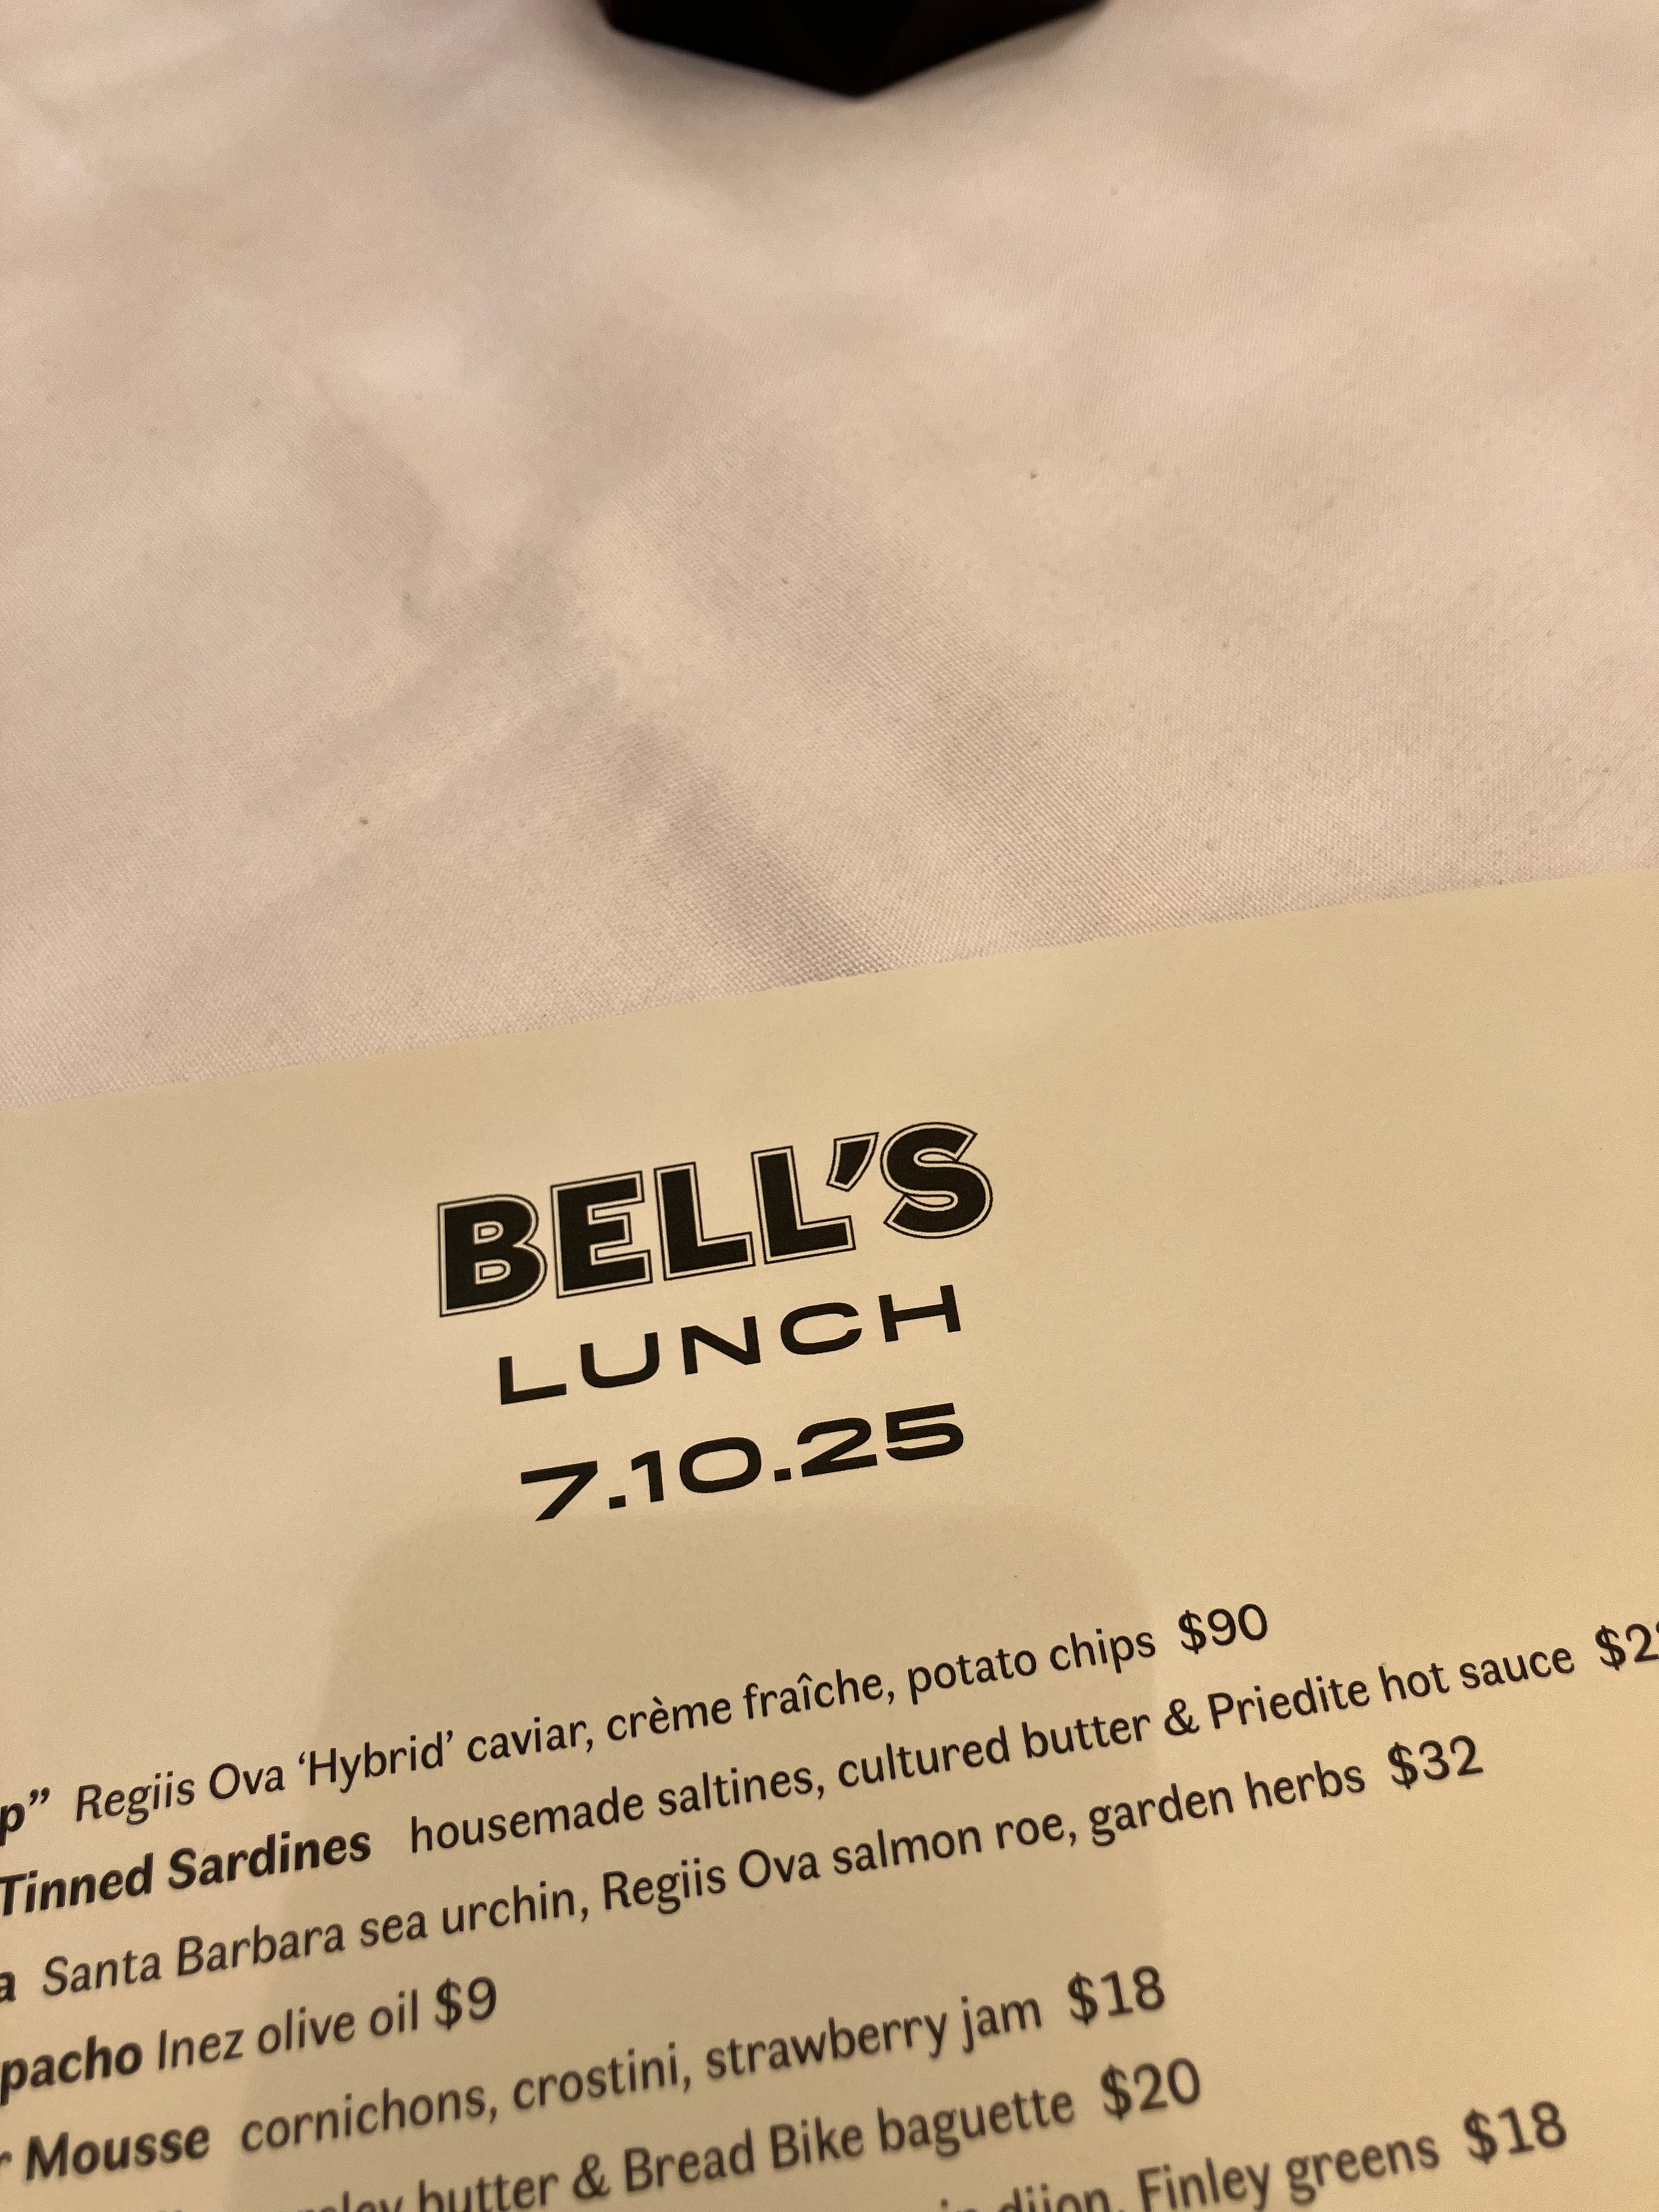 BELL'S
LUNCH
7.10.25
p” Regiis Ova ‘Hybrid’ caviar, crème fraîche, potato chips $90
Tinned Sardines housemade saltines, cultured butter & Priedite hot sauce $2
a Santa Barbara sea urchin, Regiis Ova salmon roe, garden herbs $32
pacho Inez olive oil $9
r Mousse cornichons, crostini, strawberry jam $18
butter & Bread Bike baguette $20
dijon, Finley greens $18